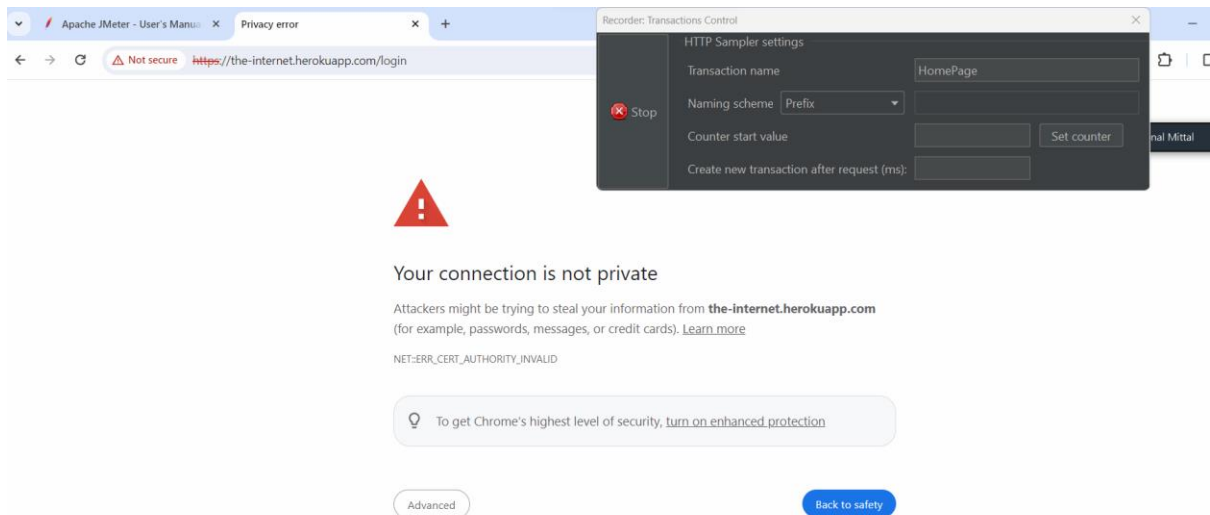 Apache JMeter - User's Manua
Privacy error
Not secure
https://the-internet.herokuapp.com/login
Recorder: Transactions Control
Stop
HTTP Sampler settings
Transaction name
HomePage
Naming scheme
Prefix
Counter start value
Set counter
Create new transaction after request (ms):
nal Mittal
Your connection is not private
Attackers might be trying to steal your information from the-internet.herokuapp.com
(for example, passwords, messages, or credit cards). Learn more
NET::ERR_CERT_AUTHORITY_INVALID
To get Chrome's highest level of security, turn on enhanced protection
Advanced
Back to safety